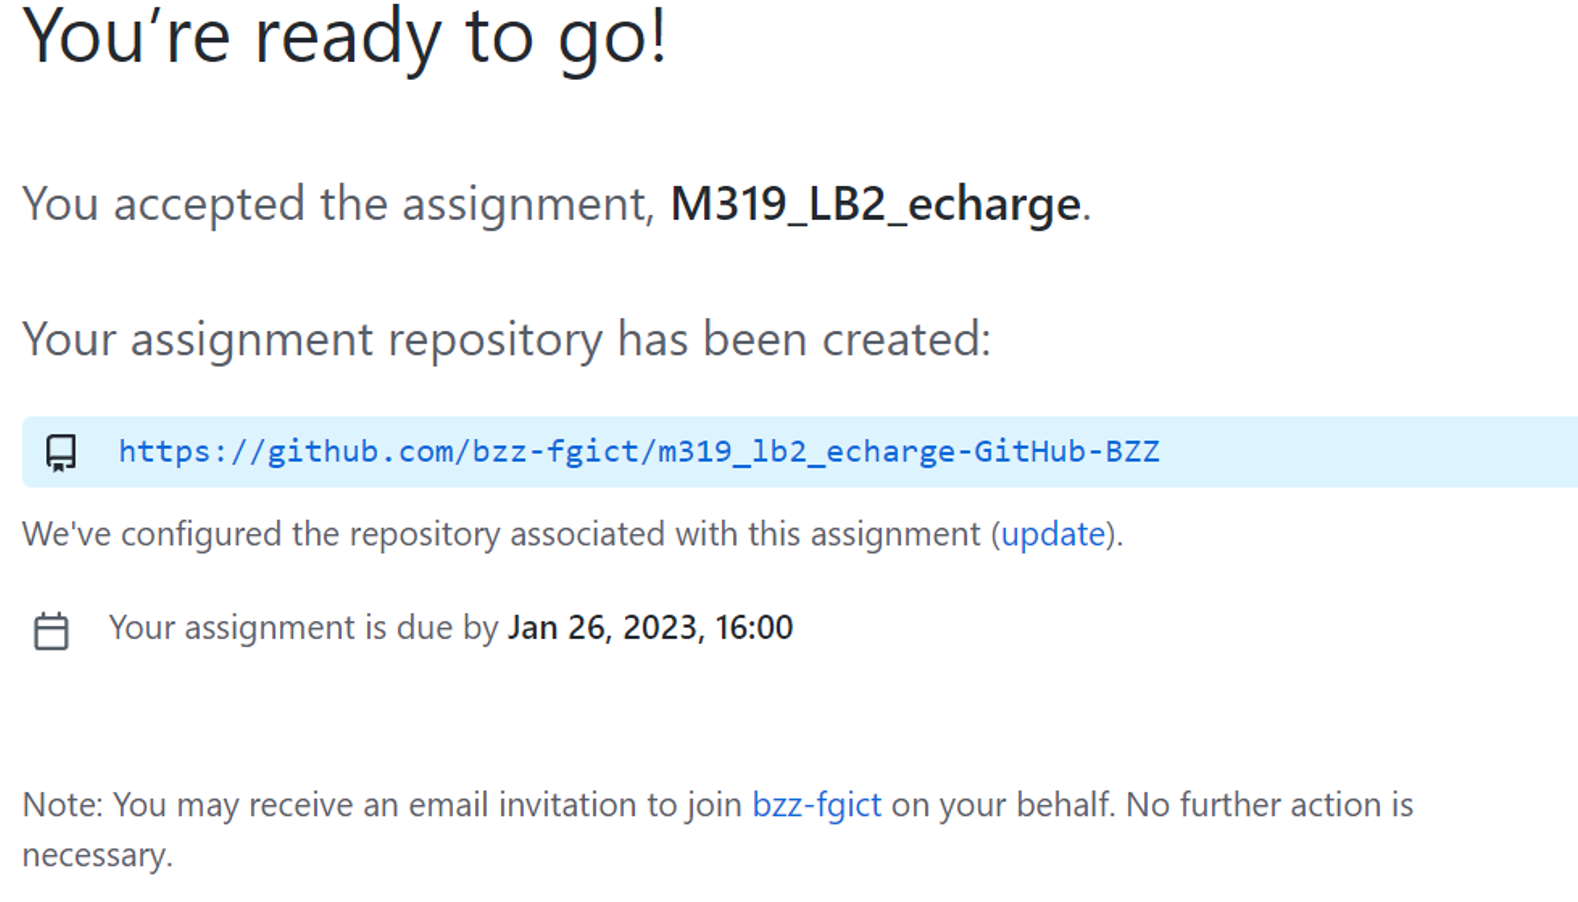 You’re ready to go!
You accepted the assignment, M319_LB2_echarge.
Your assignment repository has been created:
https://github.com/bzz-fgict/m319_lb2_echarge-GitHub-BZZ
We've configured the repository associated with this assignment (update).
Your assignment is due by Jan 26, 2023, 16:00
Note: You may receive an email invitation to join bzz-fgict on your behalf. No further action is
necessary.